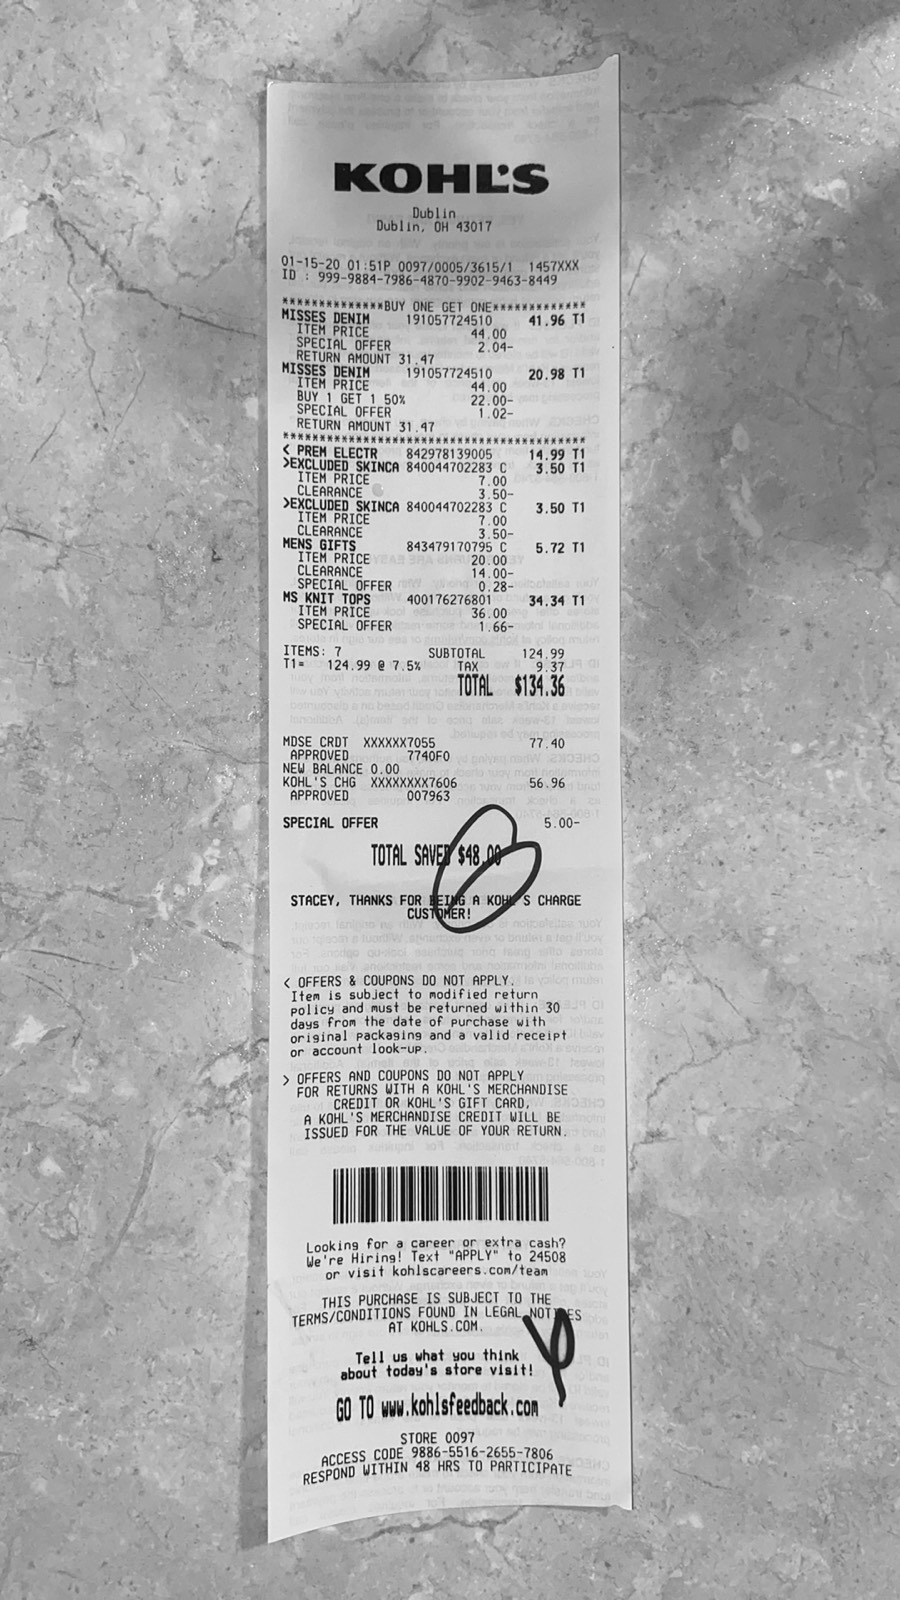 KOHL'S
Dublin
Dublin, OH 43017
01-15-20 01:51P 0097/0005/3615/1 1457XXX
ID : 999-9884-7986-4870-9902-9463-8449
*************BUY ONE GET ONE*************
MISSES DENIM 191057724510 41.96 T1
ITEM PRICE 44.00
SPECIAL OFFER 2.04-
RETURN AMOUNT 31.47
MISSES DENIM 191057724510 20.98 T1
ITEM PRICE 44.00
BUY 1 GET 1 50% 22.00-
SPECIAL OFFER 1.02-
RETURN AMOUNT 31.47
*****************************************
< PREM ELECTR 842978139005 14.99 T1
>EXCLUDED SKINCA 840044702283 C 3.50 T1
ITEM PRICE 7.00
CLEARANCE 3.50-
>EXCLUDED SKINCA 840044702283 C 3.50 T1
ITEM PRICE 7.00
CLEARANCE 3.50-
MENS GIFTS 843479170795 C 5.72 T1
ITEM PRICE 20.00
CLEARANCE 14.00-
SPECIAL OFFER 0.28-
MS KNIT TOPS 400176276801 34.34 T1
ITEM PRICE 36.00
SPECIAL OFFER 1.66-
ITEMS: 7 SUBTOTAL 124.99
T1= 124.99 @ 7.5% TAX 9.37
TOTAL $134.36
MDSE CRDT XXXXXX7055 77.40
APPROVED 7740F0
NEW BALANCE 0.00
KOHL'S CHG XXXXXXXX7606 56.96
APPROVED 007963
SPECIAL OFFER 5.00-
TOTAL SAVED $48.00
STACEY, THANKS FOR BEING A KOHL'S CHARGE
CUSTOMER!
< OFFERS & COUPONS DO NOT APPLY.
Item is subject to modified return
policy and must be returned within 30
days from the date of purchase with
original packaging and a valid receipt
or account look-up.
> OFFERS AND COUPONS DO NOT APPLY
FOR RETURNS WITH A KOHL'S MERCHANDISE
CREDIT OR KOHL'S GIFT CARD,
A KOHL'S MERCHANDISE CREDIT WILL BE
ISSUED FOR THE VALUE OF YOUR RETURN.
Looking for a career or extra cash?
We're Hiring! Text "APPLY" to 24508
or visit kohlscareers.com/team
THIS PURCHASE IS SUBJECT TO THE
TERMS/CONDITIONS FOUND IN LEGAL NOTICES
AT KOHLS.COM.
Tell us what you think
about today's store visit!
GO TO www.kohlsfeedback.com
STORE 0097
ACCESS CODE 9886-5516-2655-7806
RESPOND WITHIN 48 HRS TO PARTICIPATE